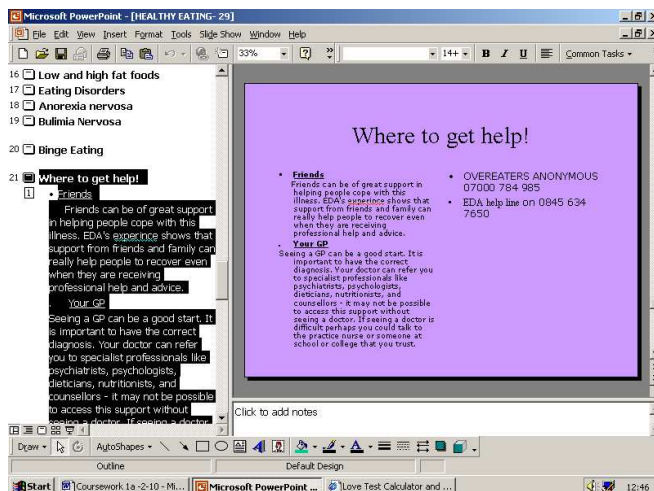 Microsoft PowerPoint - [HEALTHY EATING- 29]
File Edit View Insert Format Tools Slide Show Window Help
33% 14+ B I U Common Tasks
16 Low and high fat foods
17 Eating Disorders
18 Anorexia nervosa
19 Bulimia Nervosa
20 Binge Eating
21 Where to get help!
1 • Friends
Friends can be of great support
in helping people cope with this
illness. EDA's experince shows that
support from friends and family can
really help people to recover even
when they are receiving
professional help and advice.
. Your GP
Seeing a GP can be a good start. It
is important to have the correct
diagnosis. Your doctor can refer
you to specialist professionals like
psychiatrists, psychologists,
dieticians, nutritionists, and
counsellors - it may not be possible
to access this support without
seeing a doctor. If seeing a doctor
Where to get help!
• Friends
Friends can be of great support in
helping people cope with this
illness. EDA's experince shows that
support from friends and family can
really help people to recover even
when they are receiving
professional help and advice.
. Your GP
Seeing a GP can be a good start. It is
important to have the correct
diagnosis. Your doctor can refer you
to specialist professionals like
psychiatrists, psychologists,
dieticians, nutritionists, and
counsellors - it may not be possible
to access this support without
seeing a doctor. If seeing a doctor is
difficult perhaps you could talk to
the practice nurse or someone at
school or college that you trust.
• OVEREATERS ANONYMOUS
07000 784 985
• EDA help line on 0845 634
7650
Click to add notes
Draw AutoShapes
Outline Default Design
Start Coursework 1a -2-10 - Mi... Microsoft PowerPoint ... Love Test Calculator and ... 12:46